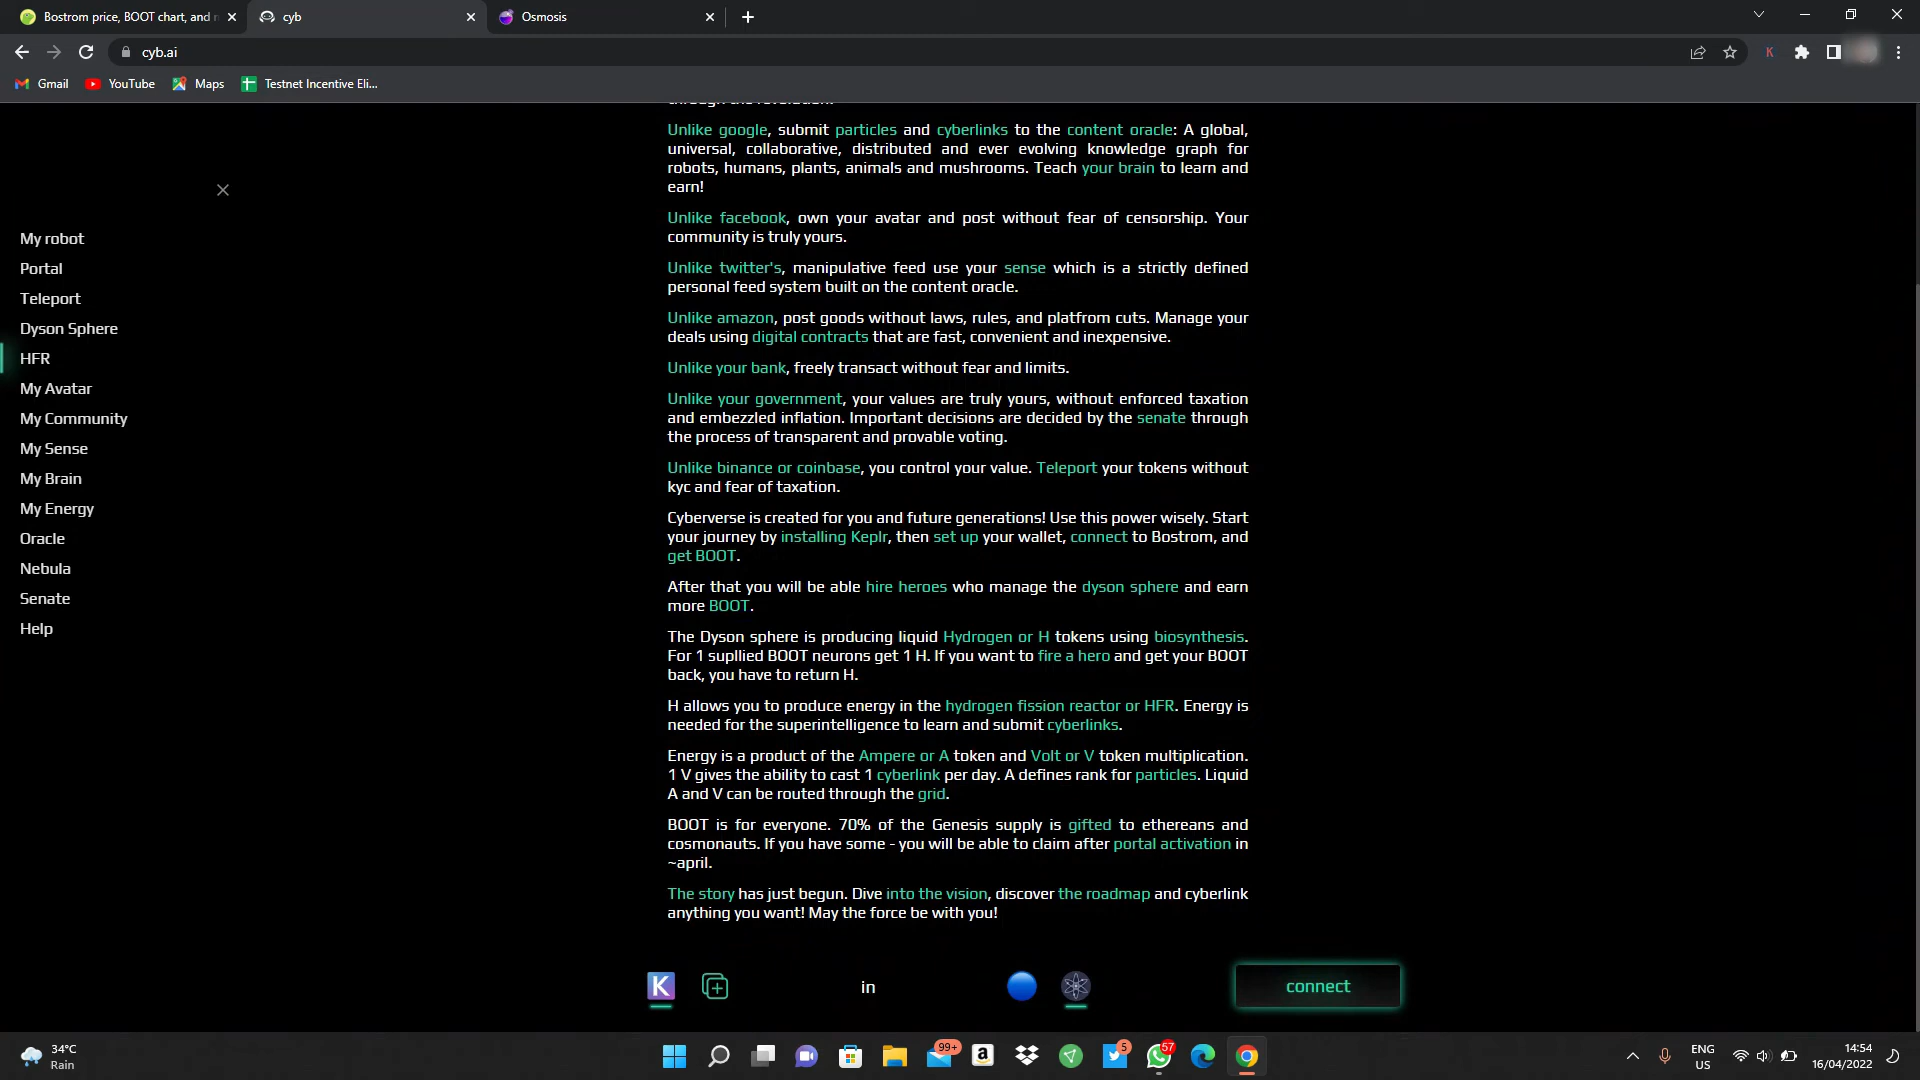 Bostrom price, BOOT chart, and
cyb
Osmosis
cyb.ai
K
Gmail
YouTube
Maps
Testnet Incentive Eli...
through the revolution.
Unlike google, submit particles and cyberlinks to the content oracle: A global,
universal, collaborative, distributed and ever evolving knowledge graph for
robots, humans, plants, animals and mushrooms. Teach your brain to learn and
earn!
Unlike facebook, own your avatar and post without fear of censorship. Your
community is truly yours.
Unlike twitter's, manipulative feed use your sense which is a strictly defined
personal feed system built on the content oracle.
Unlike amazon, post goods without laws, rules, and platfrom cuts. Manage your
deals using digital contracts that are fast, convenient and inexpensive.
Unlike your bank, freely transact without fear and limits.
Unlike your government, your values are truly yours, without enforced taxation
and embezzled inflation. Important decisions are decided by the senate through
the process of transparent and provable voting.
Unlike binance or coinbase, you control your value. Teleport your tokens without
kyc and fear of taxation.
Cyberverse is created for you and future generations! Use this power wisely. Start
your journey by installing Keplr, then set up your wallet, connect to Bostrom, and
get BOOT.
After that you will be able hire heroes who manage the dyson sphere and earn
more BOOT.
The Dyson sphere is producing liquid Hydrogen or H tokens using biosynthesis.
For 1 supllied BOOT neurons get 1 H. If you want to fire a hero and get your BOOT
back, you have to return H.
H allows you to produce energy in the hydrogen fission reactor or HFR. Energy is
needed for the superintelligence to learn and submit cyberlinks.
Energy is a product of the Ampere or A token and Volt or V token multiplication.
1 V gives the ability to cast 1 cyberlink per day. A defines rank for particles. Liquid
A and V can be routed through the grid.
BOOT is for everyone. 70% of the Genesis supply is gifted to ethereans and
cosmonauts. If you have some - you will be able to claim after portal activation in
~april.
The story has just begun. Dive into the vision, discover the roadmap and cyberlink
anything you want! May the force be with you!
My robot
Portal
Teleport
Dyson Sphere
HFR
My Avatar
My Community
My Sense
My Brain
My Energy
Oracle
Nebula
Senate
Help
K
in
connect
34°C
Rain
99+
a
5
57
ENG
US
14:54
16/04/2022